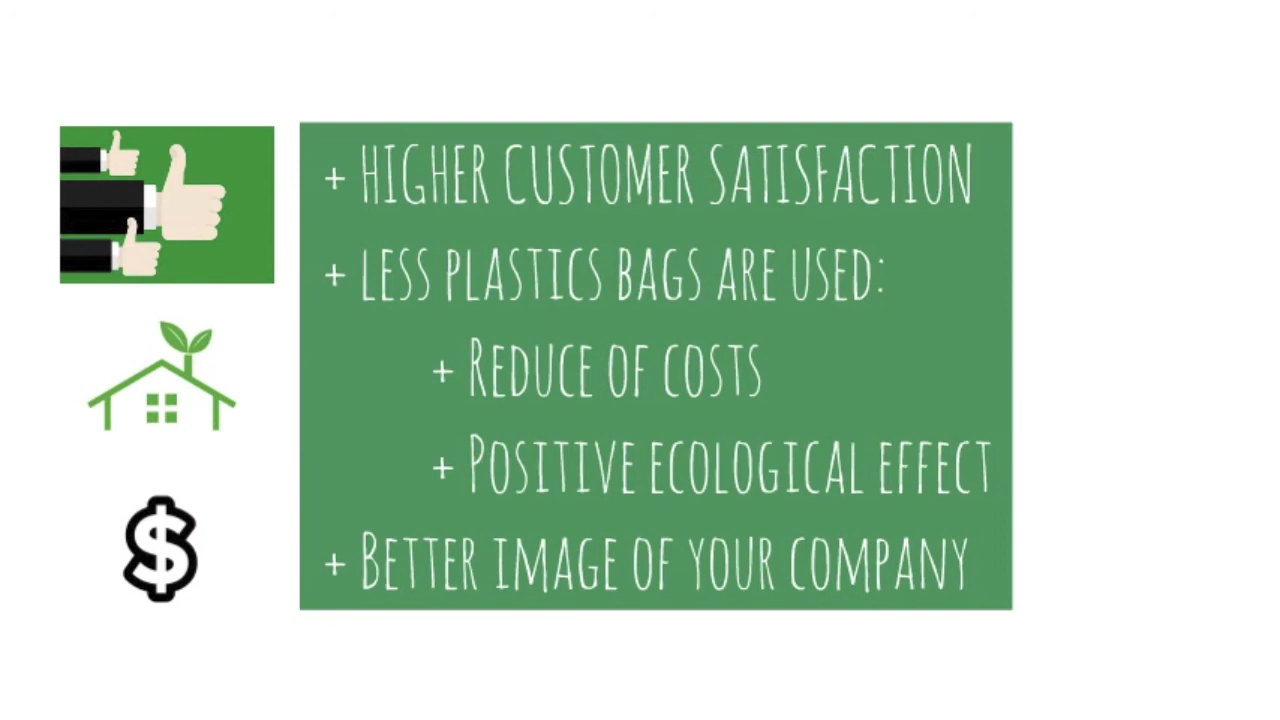 + HIGHER CUSTOMER SATISFACTION
+ LESS PLASTICS BAGS ARE USED:
+ REDUCE OF COSTS
+ POSITIVE ECOLOGICAL EFFECT
+ BETTER IMAGE OF YOUR COMPANY
$